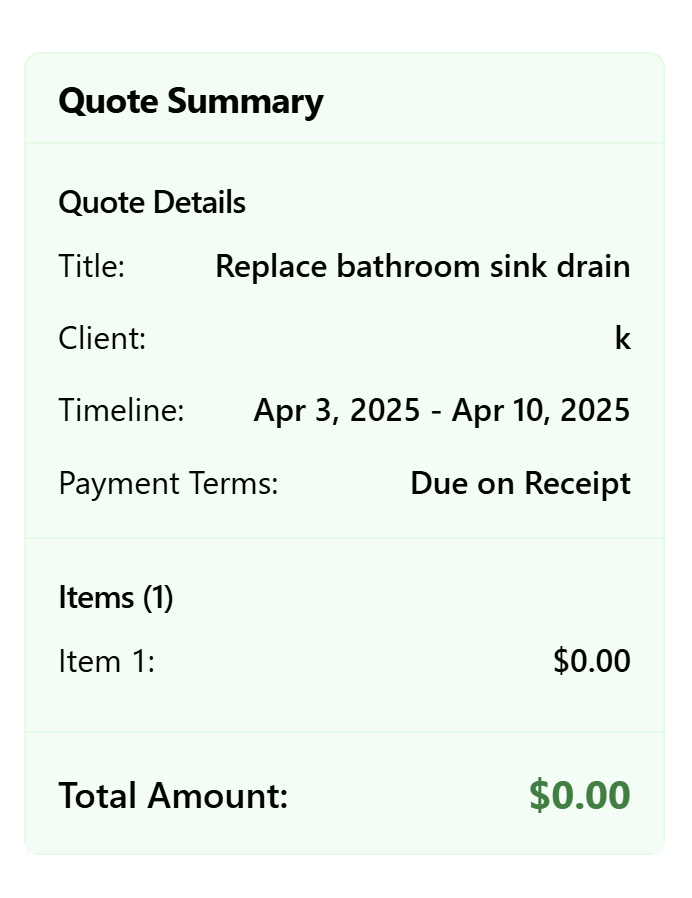 Quote Summary
Quote Details
Title: Replace bathroom sink drain
Client: k
Timeline: Apr 3, 2025 - Apr 10, 2025
Payment Terms: Due on Receipt
Items (1)
Item 1: $0.00
Total Amount: $0.00